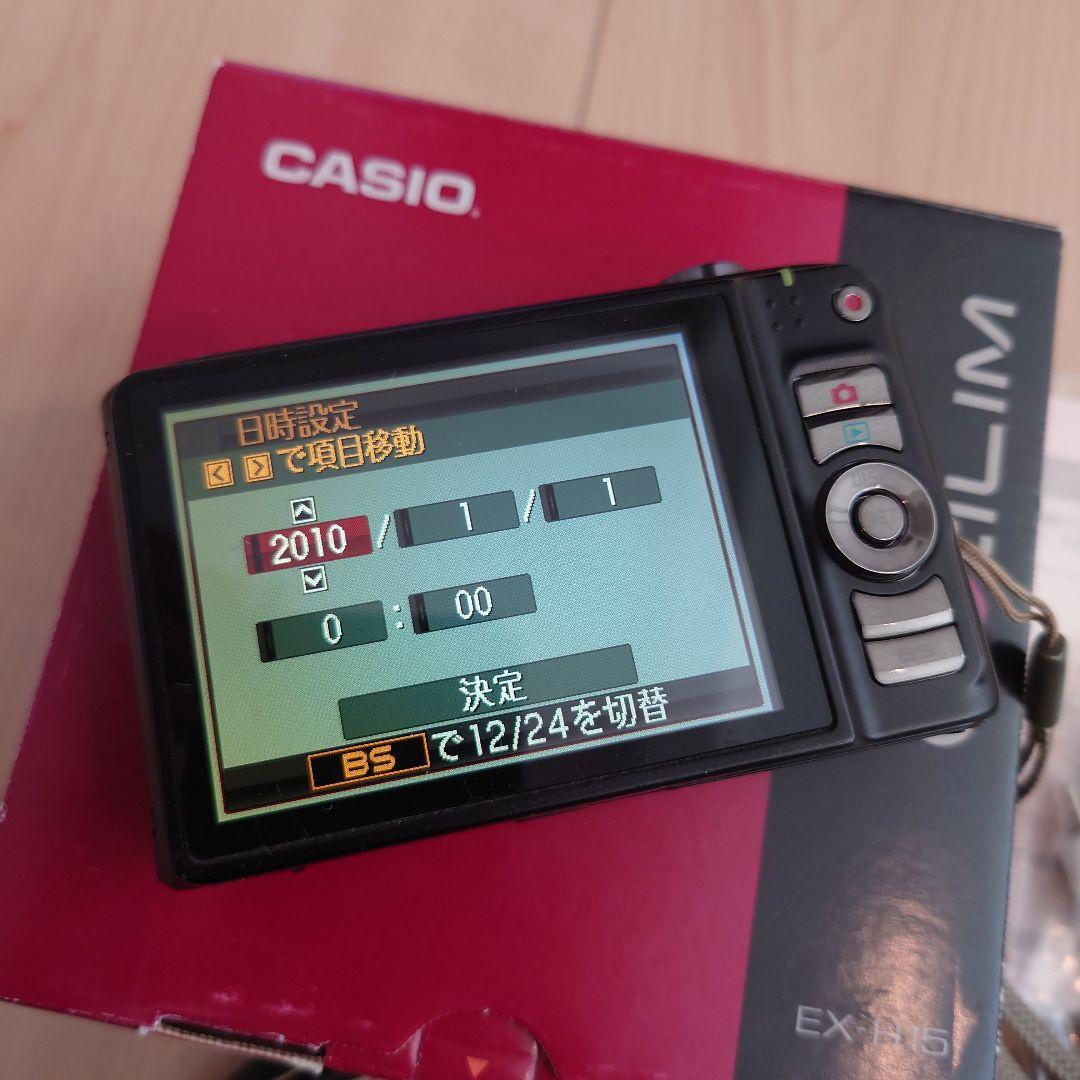 CASIO
日時設定
で項目移動
2010 / 1 / 1
0 : 00
決定
BS で12/24を切替
BS
EX-H15